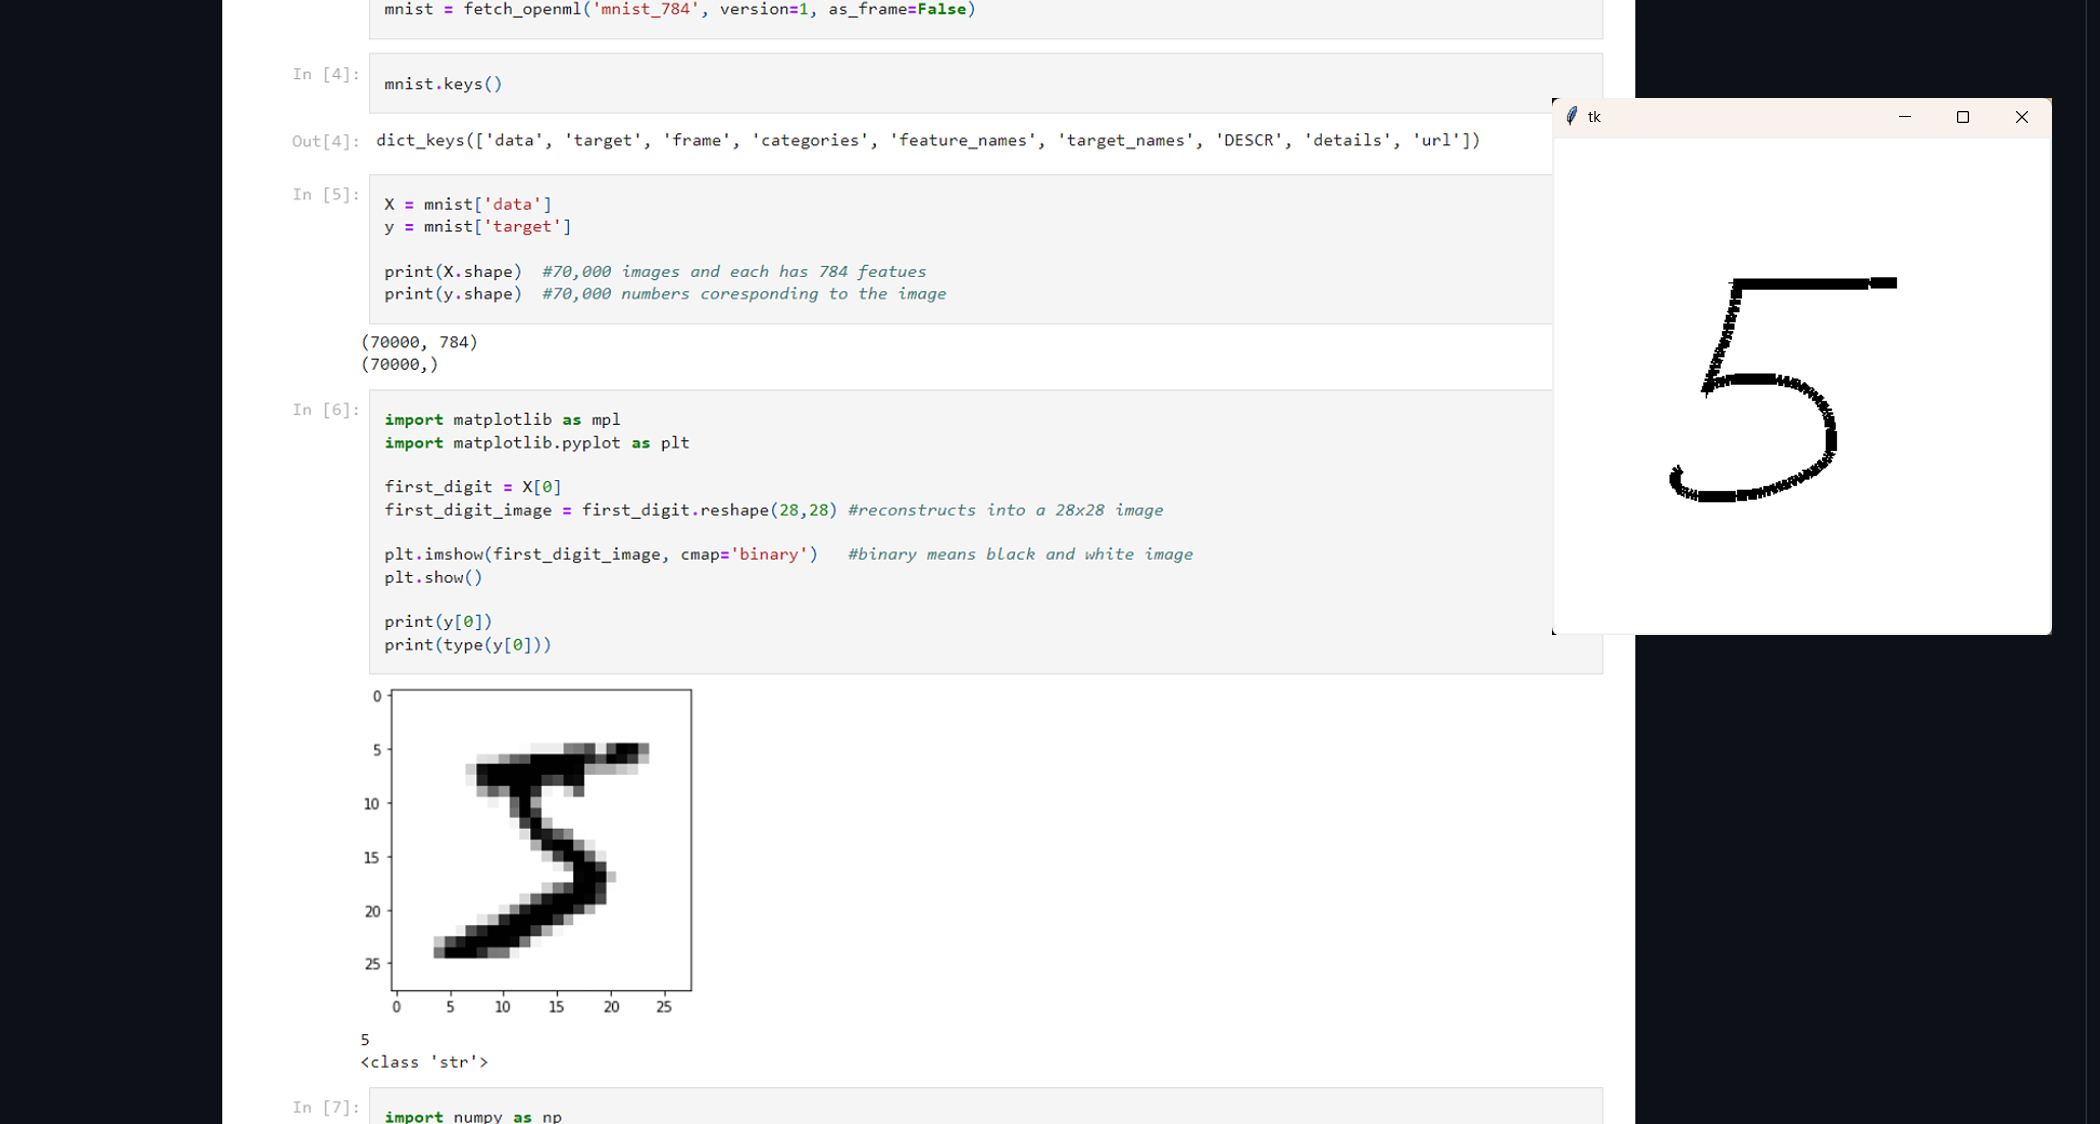 mnist = fetch_openml('mnist_784', version=1, as_frame=False)
In [4]:
mnist.keys()
Out[4]:
dict_keys(['data', 'target', 'frame', 'categories', 'feature_names', 'target_names', 'DESCR', 'details', 'url'])
In [5]:
X = mnist['data']
y = mnist['target']
print(X.shape)  #70,000 images and each has 784 featues
print(y.shape)  #70,000 numbers coresponding to the image
(70000, 784)
(70000,)
In [6]:
import matplotlib as mpl
import matplotlib.pyplot as plt
first_digit = X[0]
first_digit_image = first_digit.reshape(28,28) #reconstructs into a 28x28 image
plt.imshow(first_digit_image, cmap='binary')   #binary means black and white image
plt.show()
print(y[0])
print(type(y[0]))
0
5
10
15
20
25
5
0 5 10 15 20 25
5
<class 'str'>
In [7]:
import numpy as np
tk
5